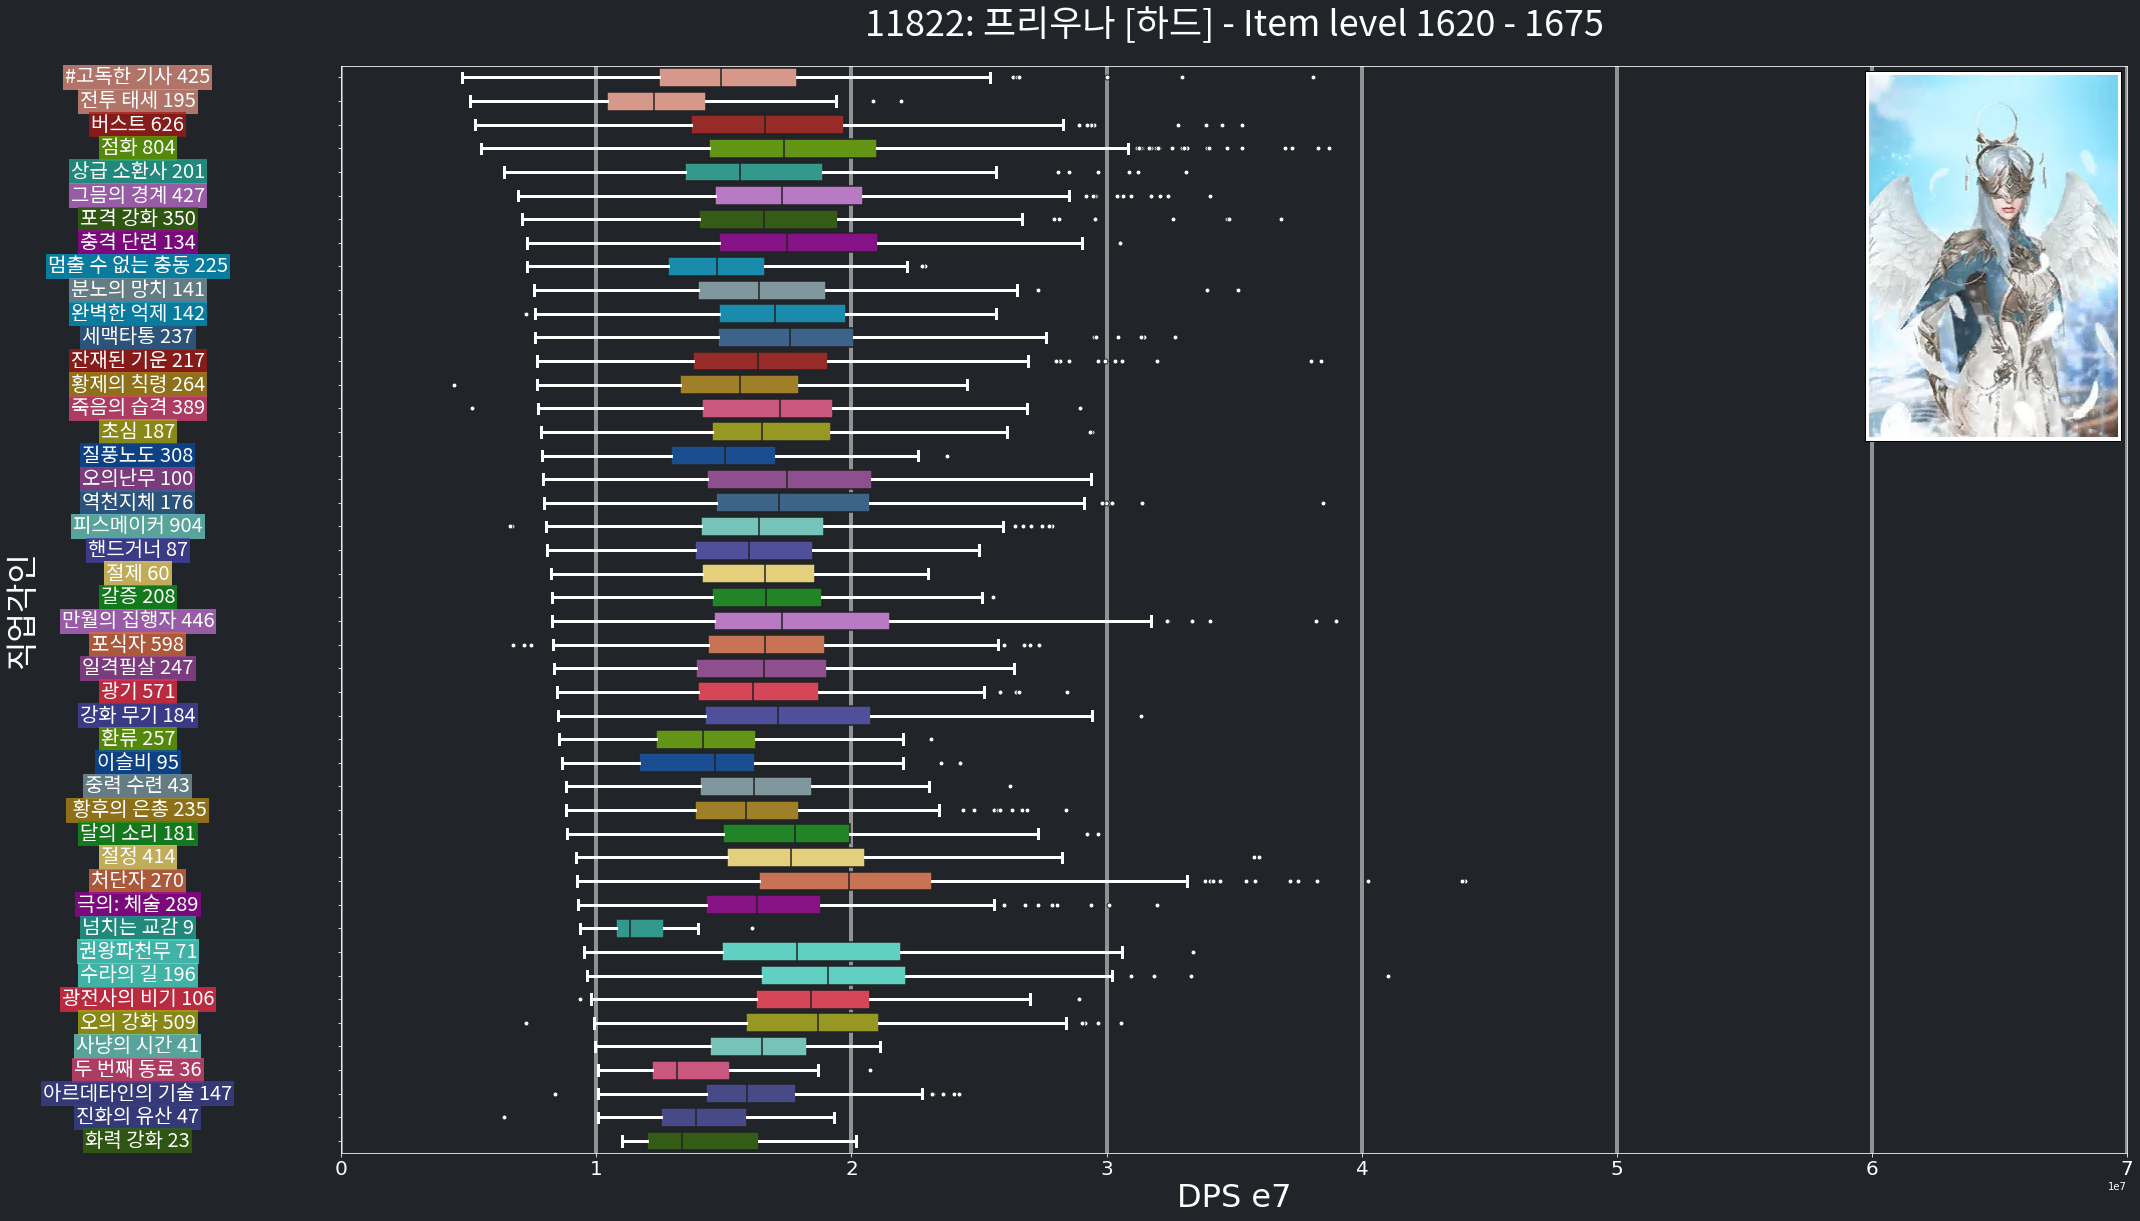 11822: 프리우나 [하드] - Item level 1620 - 1675
#고독한 기사 425
전투 태세 195
버스트 626
점화 804
상급 소환사 201
그믐의 경계 427
포격 강화 350
충격 단련 134
멈출 수 없는 충동 225
분노의 망치 141
완벽한 억제 142
세맥타통 237
잔재된 기운 217
황제의 칙령 264
죽음의 습격 389
초심 187
질풍노도 308
오의난무 100
역천지체 176
피스메이커 904
핸드거너 87
절제 60
갈증 208
만월의 집행자 446
포식자 598
일격필살 247
광기 571
강화 무기 184
환류 257
이슬비 95
중력 수련 43
황후의 은총 235
달의 소리 181
절정 414
처단자 270
극의: 체술 289
넘치는 교감 9
권왕파천무 71
수라의 길 196
광전사의 비기 106
오의 강화 509
사냥의 시간 41
두 번째 동료 36
아르데타인의 기술 147
진화의 유산 47
화력 강화 23
직업각인
0 1 2 3 4 5 6 7
1e7
DPS e7